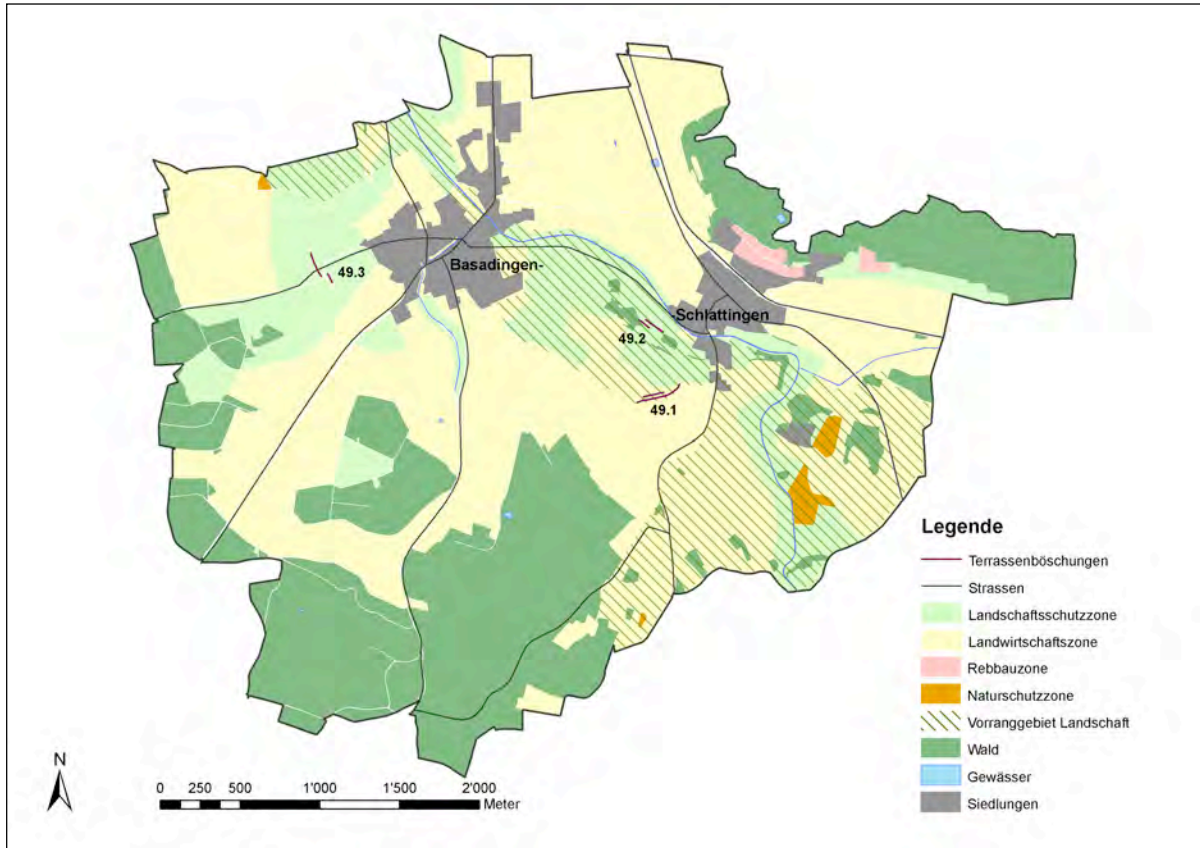 49.3
Basadingen-
-Schlattingen
49.2
49.1
Legende
Terrassenböschungen
Strassen
Landschaftsschutzzone
Landwirtschaftszone
Rebbauzone
Naturschutzzone
Vorranggebiet Landschaft
Wald
Gewässer
Siedlungen
N
0 250 500 1'000 1'500 2'000
Meter